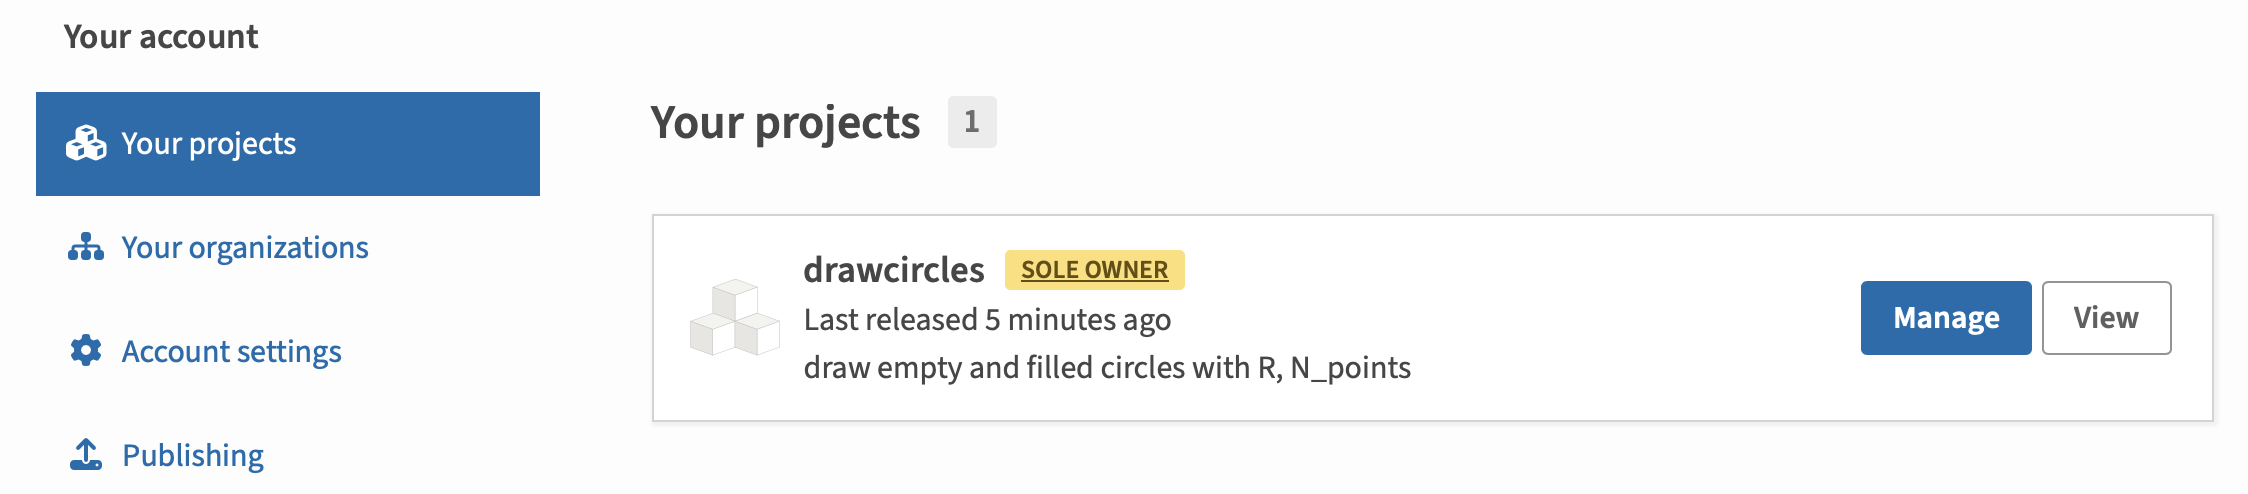 Your account
Your projects
Your organizations
Account settings
Publishing
Your projects 1
drawcircles SOLE OWNER
Last released 5 minutes ago
draw empty and filled circles with R, N_points
Manage View